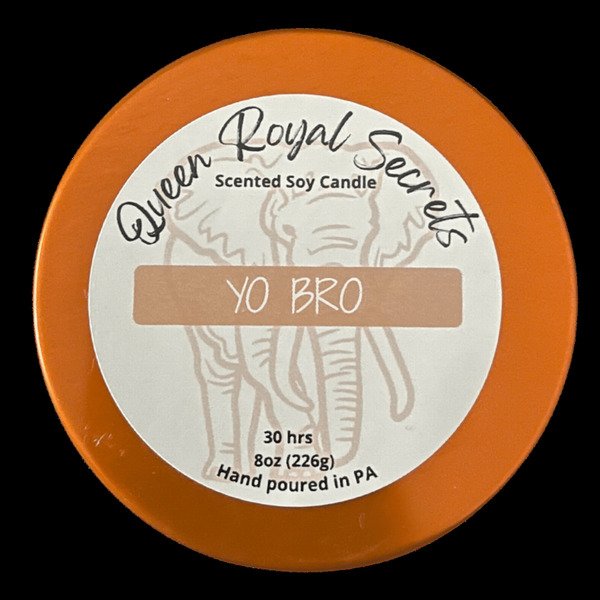 Queen Royal Secrets
Scented Soy Candle
YO BRO
30 hrs
8oz (226g)
Hand poured in PA